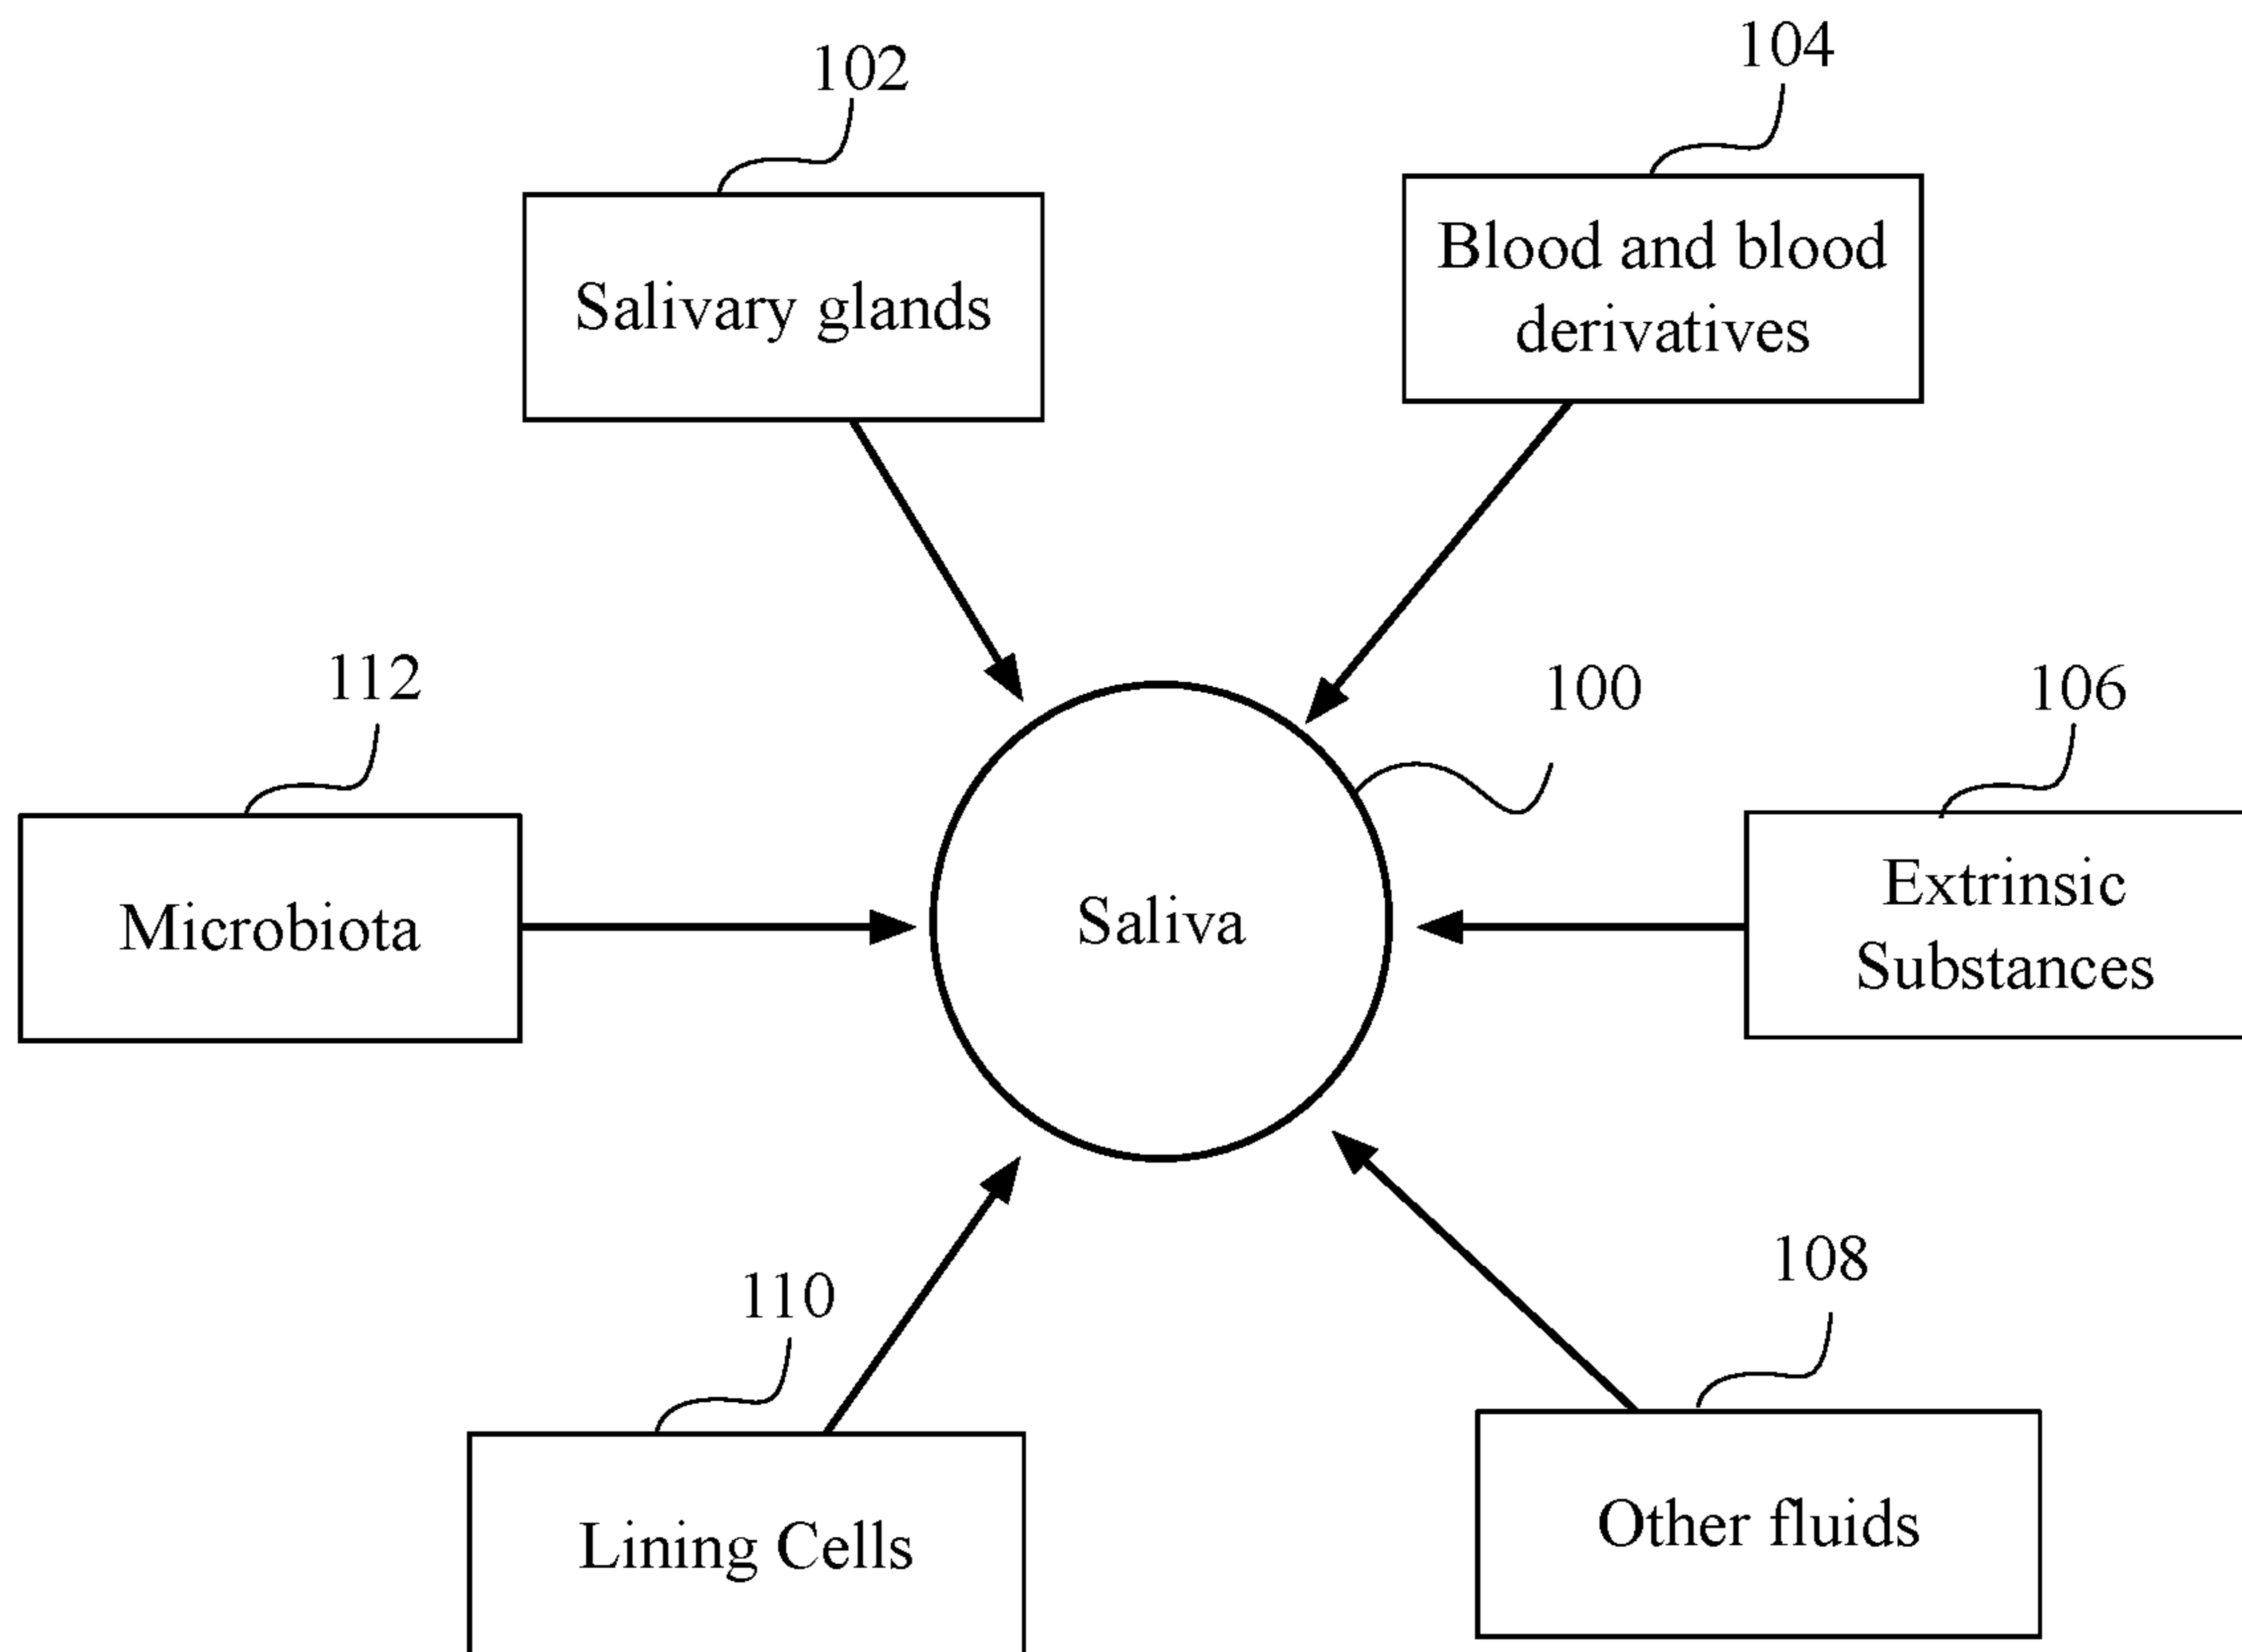 102
104
Salivary glands
Blood and blood
derivatives
112
100
106
Microbiota
Saliva
Extrinsic
Substances
110
108
Lining Cells
Other fluids